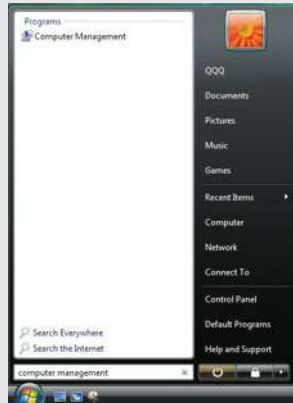 Programs
Computer Management
Search Everywhere
Search the Internet
computer management
QQQ
Documents
Pictures
Music
Games
Recent Items
Computer
Network
Connect To
Control Panel
Default Programs
Help and Support